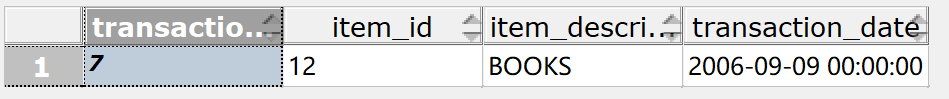 transactio... item_id item_descri... transaction_date
1 7 12 BOOKS 2006-09-09 00:00:00